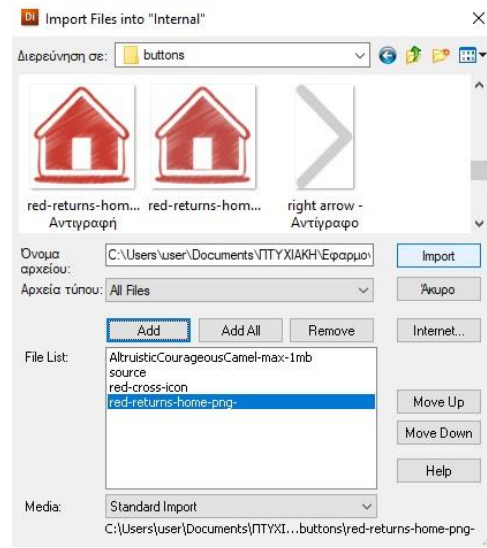 Di Import Files into "Internal"
Διερεύνηση σε: buttons
red-returns-hom... Αντιγραφή
red-returns-hom...
right arrow - Αντίγραφο
Όνομα αρχείου: C:\Users\user\Documents\ΠΤΥΧΙΑΚΗ\Εφαρμο Import
Αρχεία τύπου: All Files Άκυρο
Add Add All Remove Internet...
File List: AltruisticCourageousCamel-max-1mb
source
red-cross-icon
red-returns-home-png-
Move Up
Move Down
Help
Media: Standard Import
C:\Users\user\Documents\ΠΤΥΧΙ...buttons\red-returns-home-png-